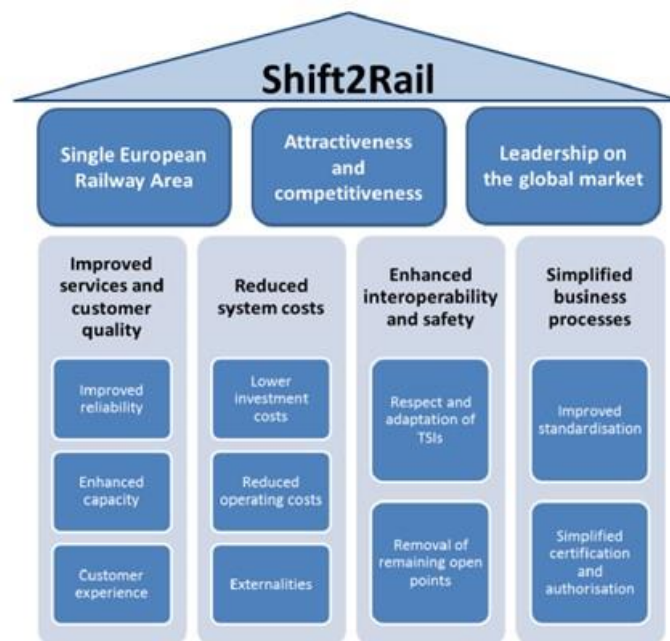 Shift2Rail
Single European
Railway Area
Attractiveness
and
competitiveness
Leadership on
the global market
Improved
services and
customer
quality
Improved
reliability
Enhanced
capacity
Customer
experience
Reduced
system costs
Lower
investment
costs
Reduced
operating costs
Externalities
Enhanced
interoperability
and safety
Respect and
adaptation of
TSIs
Removal of
remaining open
points
Simplified
business
processes
Improved
standardisation
Simplified
certification
and
authorisation